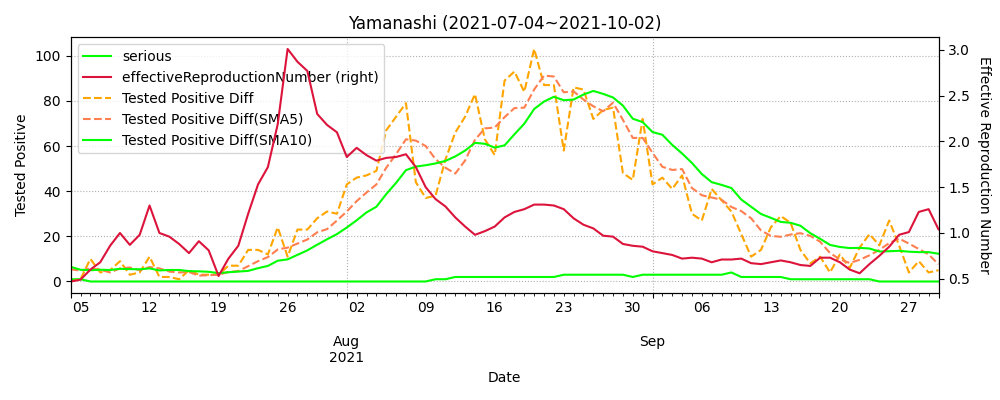 Yamanashi (2021-07-04~2021-10-02)
serious
effectiveReproductionNumber (right)
Tested Positive Diff
Tested Positive Diff(SMA5)
Tested Positive Diff(SMA10)
Tested Positive
100
80
60
40
20
0
Effective Reproduction Number
3.0
2.5
2.0
1.5
1.0
0.5
05 12 19 26 02 09 16 23 30 06 13 20 27
Aug Sep
2021
Date